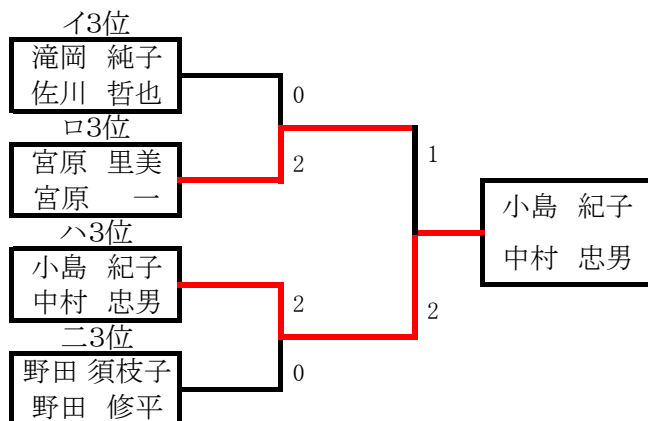 イ3位
滝岡 純子
佐川 哲也
0
ロ3位
2
宮原 里美
宮原 一
1
小島 紀子
中村 忠男
ハ3位
小島 紀子
中村 忠男
2
2
ニ3位
0
野田 須枝子
野田 修平